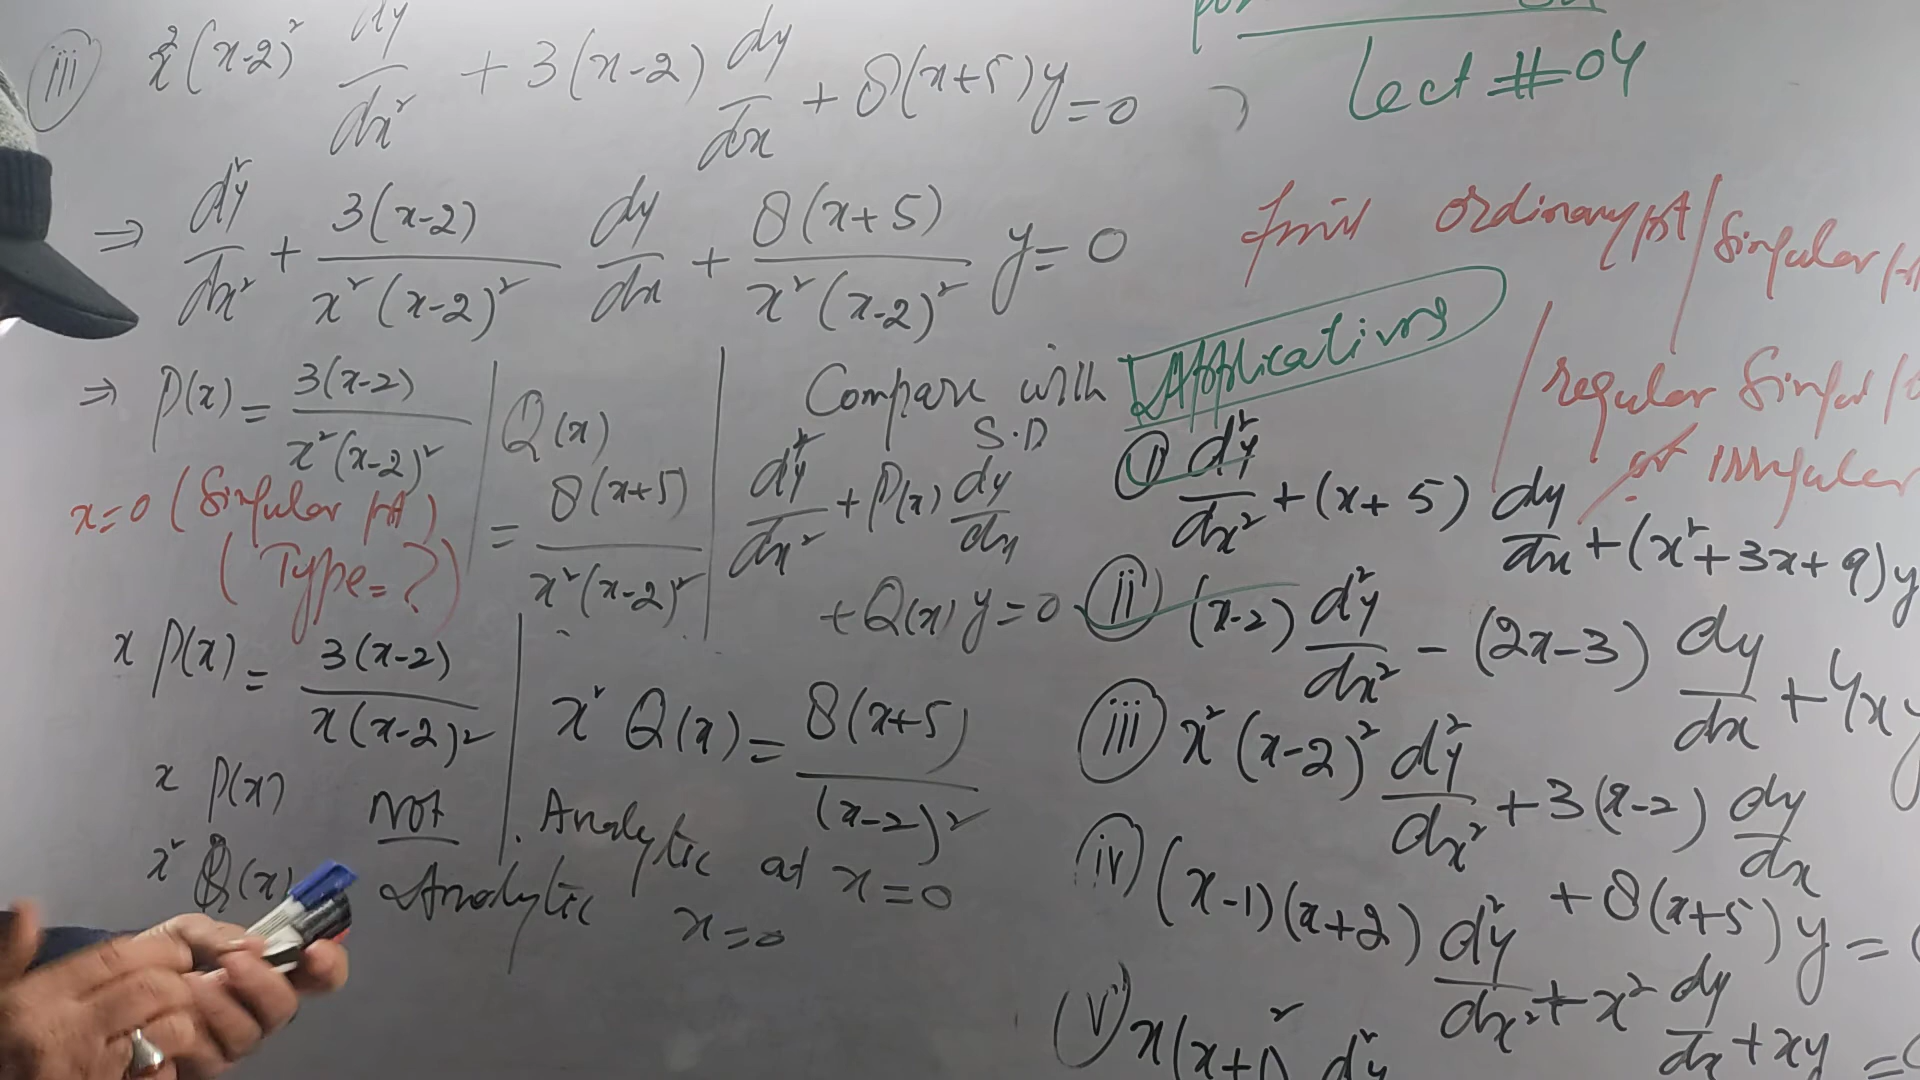 (iii) x²(x-2)² d²y/dx² + 3(x-2) dy/dx + 8(x+5)y = 0
⇒ d²y/dx² + 3(x-2)/x²(x-2)² dy/dx + 8(x+5)/x²(x-2)² y = 0
⇒ P(x) = 3(x-2)/x²(x-2)²
Q(x) = 8(x+5)/x²(x-2)²
Compare with S.D
d²y/dx² + P(x) dy/dx
+ Q(x) y = 0
x=0 (Singular pt)
(Type=?)
x P(x) = 3(x-2)/x(x-2)²
x² Q(x) = 8(x+5)/(x-2)²
x P(x) Not Analytic at x=0
x² Q(x) Analytic x=0
Lect #04
ordinary pt/Singular
regular
pt irregular
Applications
(i) d²y/dx² + (x+5) dy/dx + (x²+3x+9)y
(ii) (x-2) d²y/dx² - (2x-3) dy/dx + 4xy
(iii) x²(x-2)² d²y/dx² + 3(x-2) dy/dx
+ 8(x+5)y =
(iv) (x-1)(x+2) d²y/dx² + x² dy/dx + xy =
(v) x(x+1)² d²y